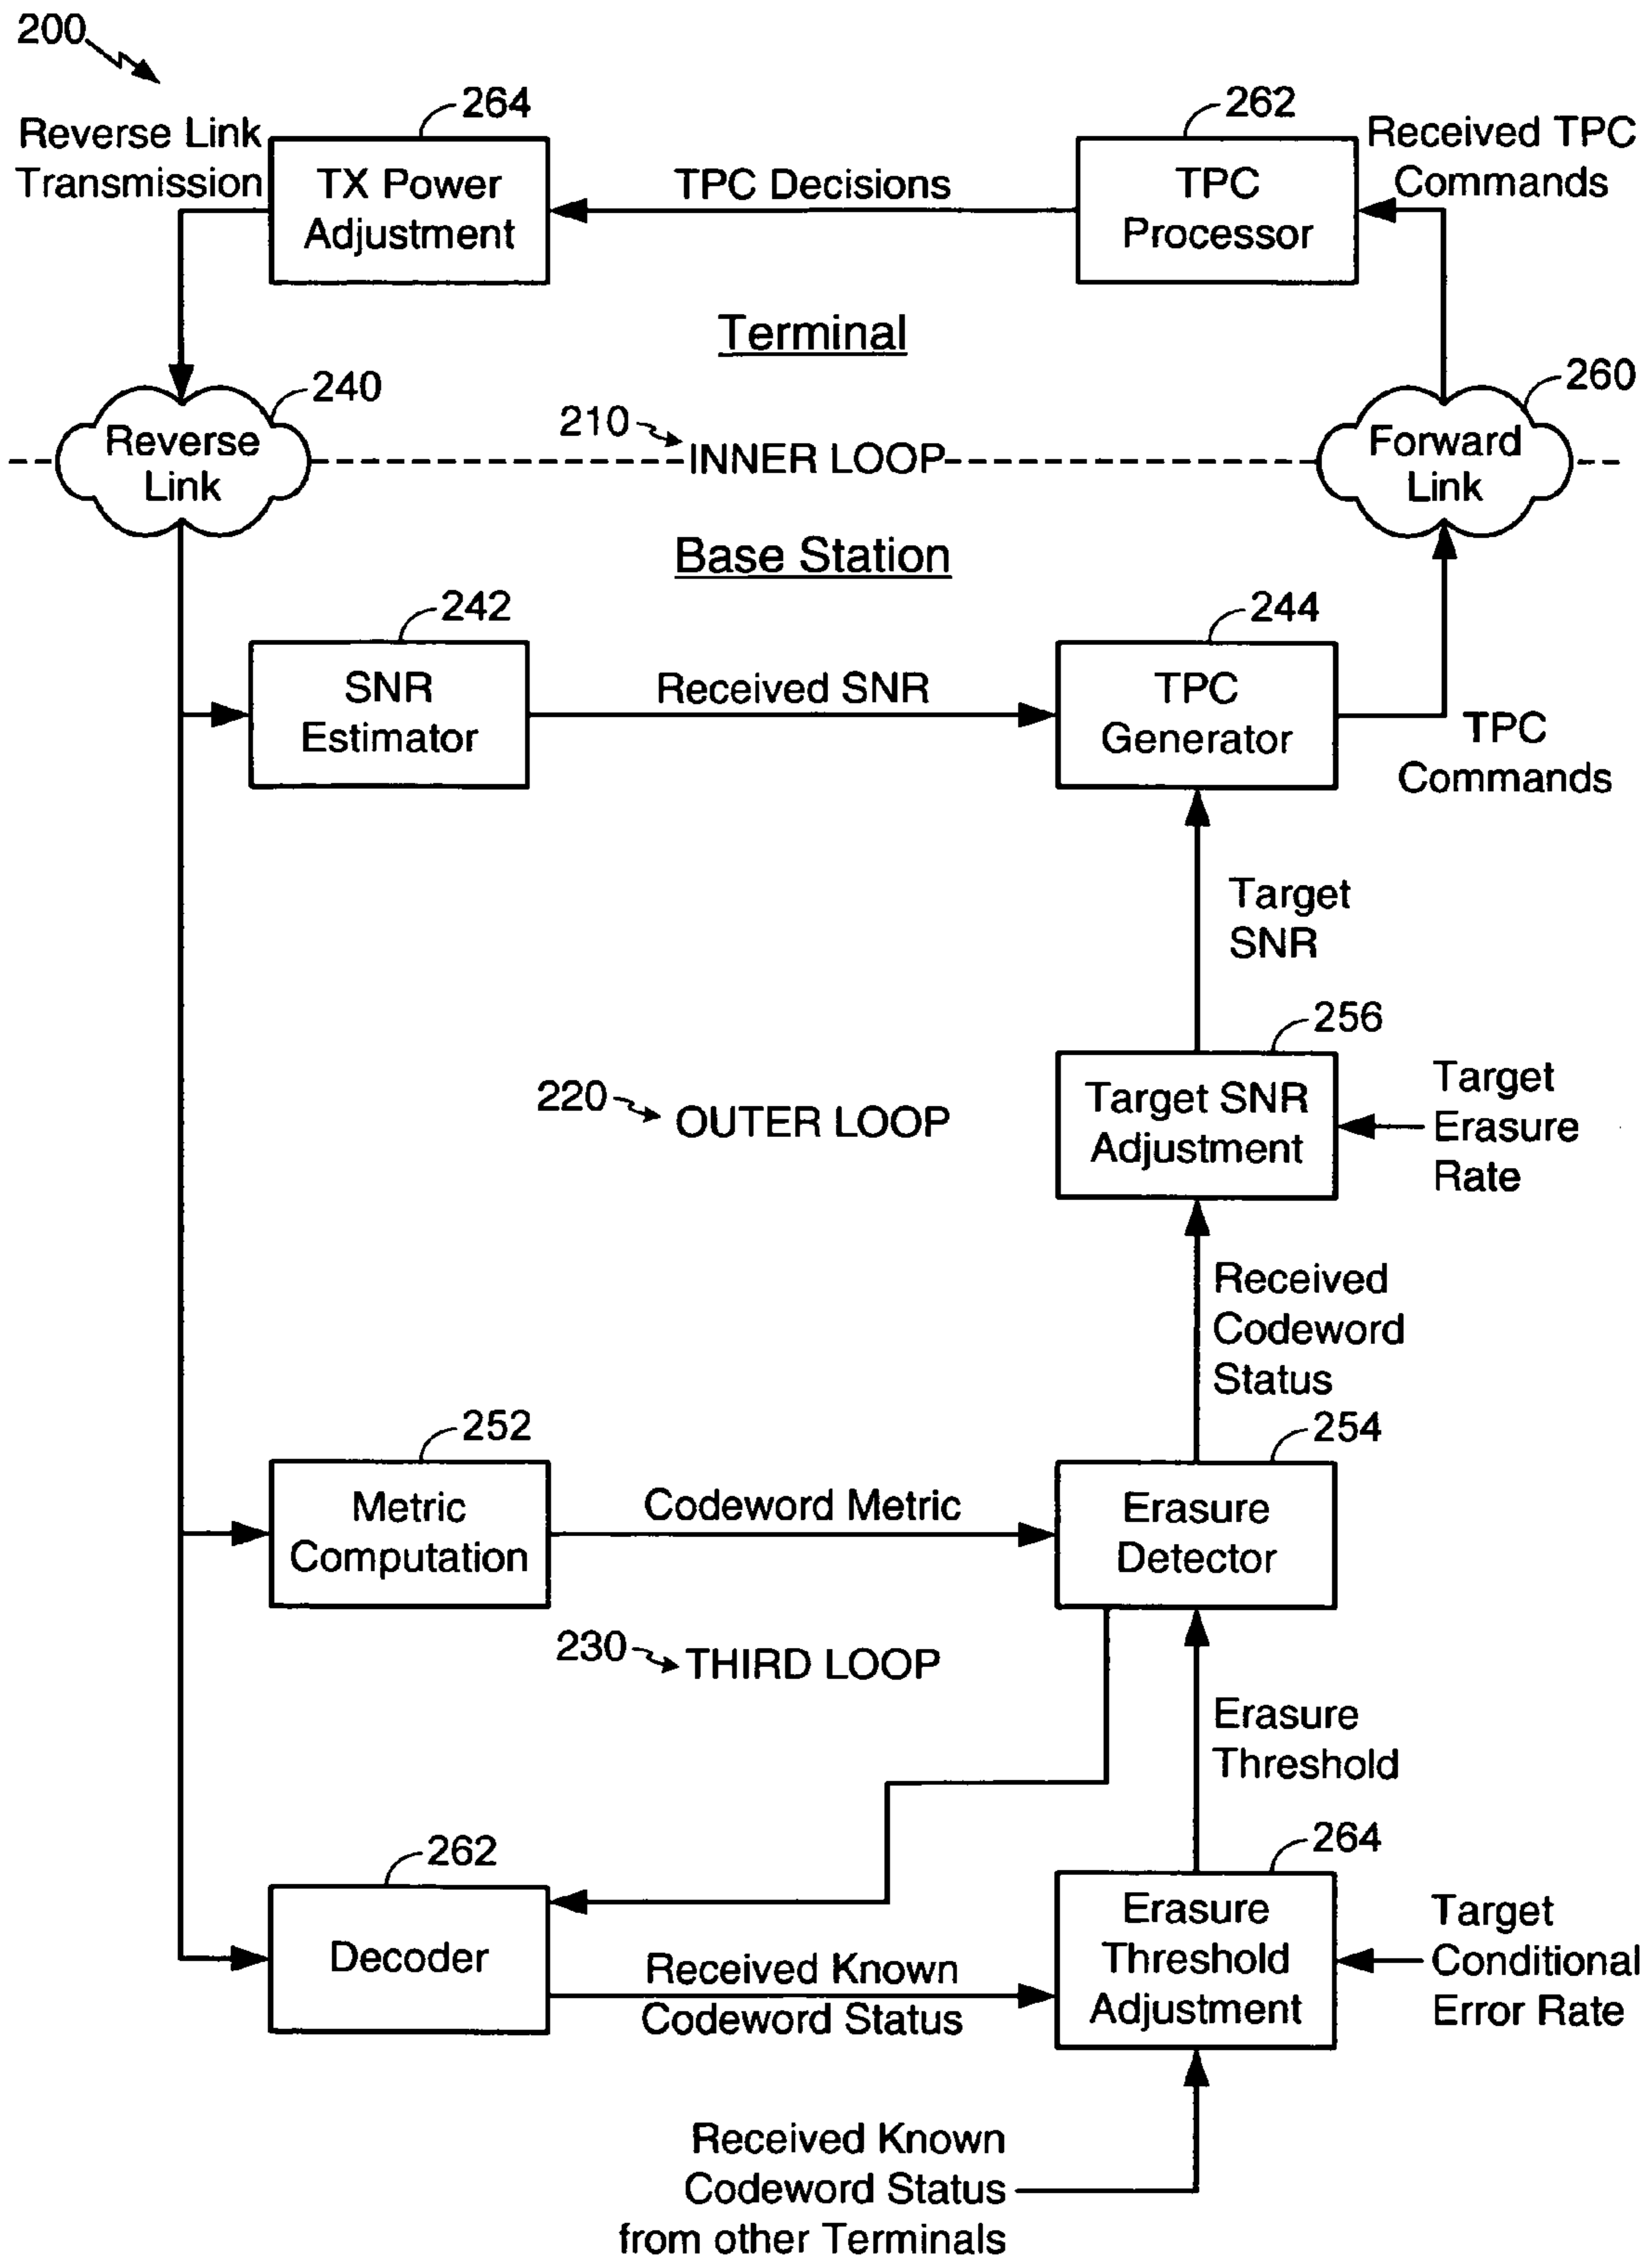 200
264
262
Reverse Link
Transmission
TX Power
Adjustment
TPC Decisions
TPC
Processor
Received TPC
Commands
Terminal
240
260
Reverse
Link
210
INNER LOOP
Forward
Link
Base Station
242
244
SNR
Estimator
Received SNR
TPC
Generator
TPC
Commands
Target
SNR
256
220
OUTER LOOP
Target SNR
Adjustment
Target
Erasure
Rate
Received
Codeword
Status
252
254
Metric
Computation
Codeword Metric
Erasure
Detector
230
THIRD LOOP
Erasure
Threshold
262
264
Decoder
Received Known
Codeword Status
Erasure
Threshold
Adjustment
Target
Conditional
Error Rate
Received Known
Codeword Status
from other Terminals